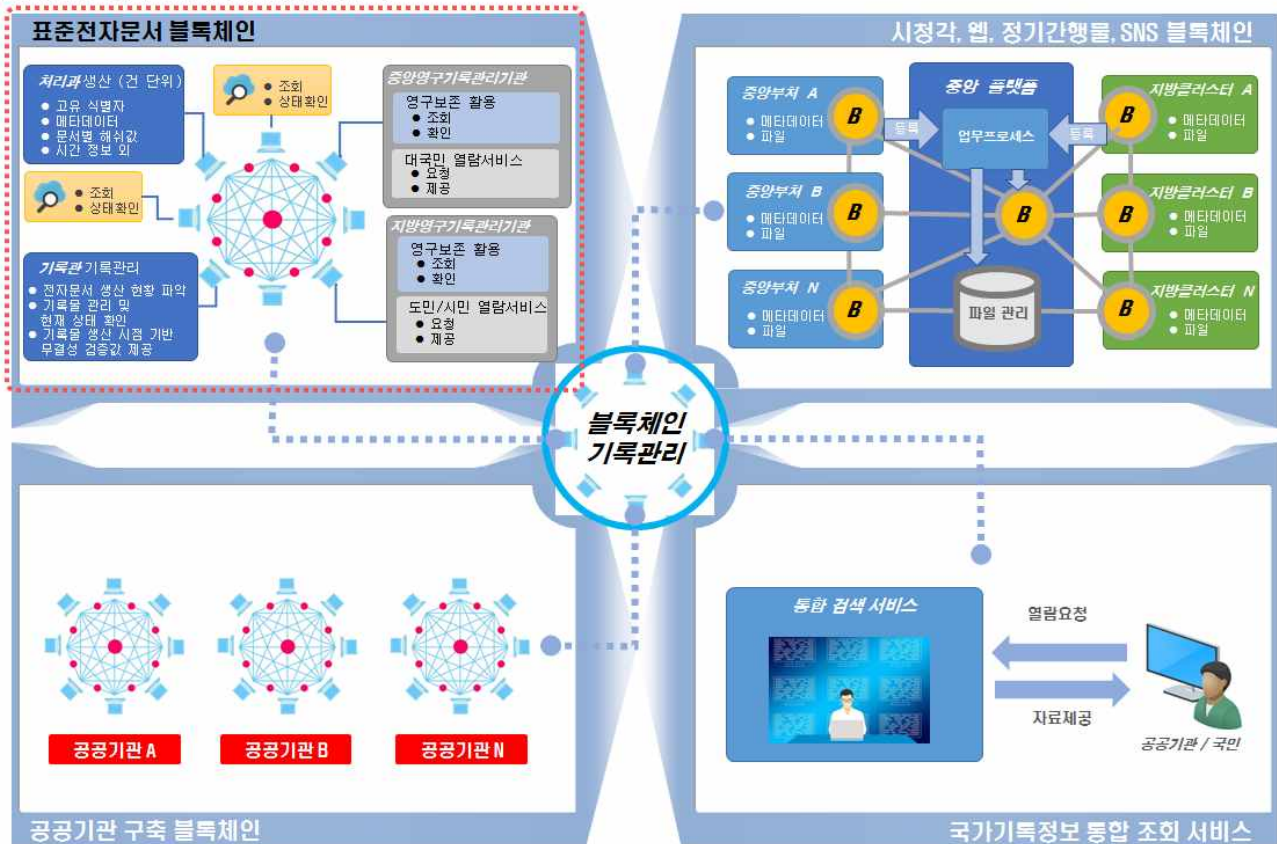 표준전자문서 블록체인
처리과 생산 (건 단위)
● 고유 식별자
● 메타데이터
● 문서별 해쉬값
● 시간 정보 외
● 조회
● 상태확인
● 조회
● 상태확인
기록관 기록관리
● 전자문서 생산 현황 파악
● 기록물 관리 및
현재 상태 확인
● 기록물 생산 시점 기반
무결성 검증값 제공
중앙영구기록관리기관
영구보존 활용
● 조회
● 확인
대국민 열람서비스
● 요청
● 제공
지방영구기록관리기관
영구보존 활용
● 조회
● 확인
도민/시민 열람서비스
● 요청
● 제공
시청각, 웹, 정기간행물, SNS 블록체인
중앙부처 A
● 메타데이터
● 파일
B
중앙부처 B
● 메타데이터
● 파일
B
중앙부처 N
● 메타데이터
● 파일
B
중앙 플랫폼
등록
업무프로세스
등록
B
파일 관리
지방클러스터 A
● 메타데이터
● 파일
B
지방클러스터 B
● 메타데이터
● 파일
B
지방클러스터 N
● 메타데이터
● 파일
B
블록체인
기록관리
공공기관 A
공공기관 B
공공기관 N
공공기관 구축 블록체인
통합 검색 서비스
열람요청
자료제공
공공기관 / 국민
국가기록정보 통합 조회 서비스